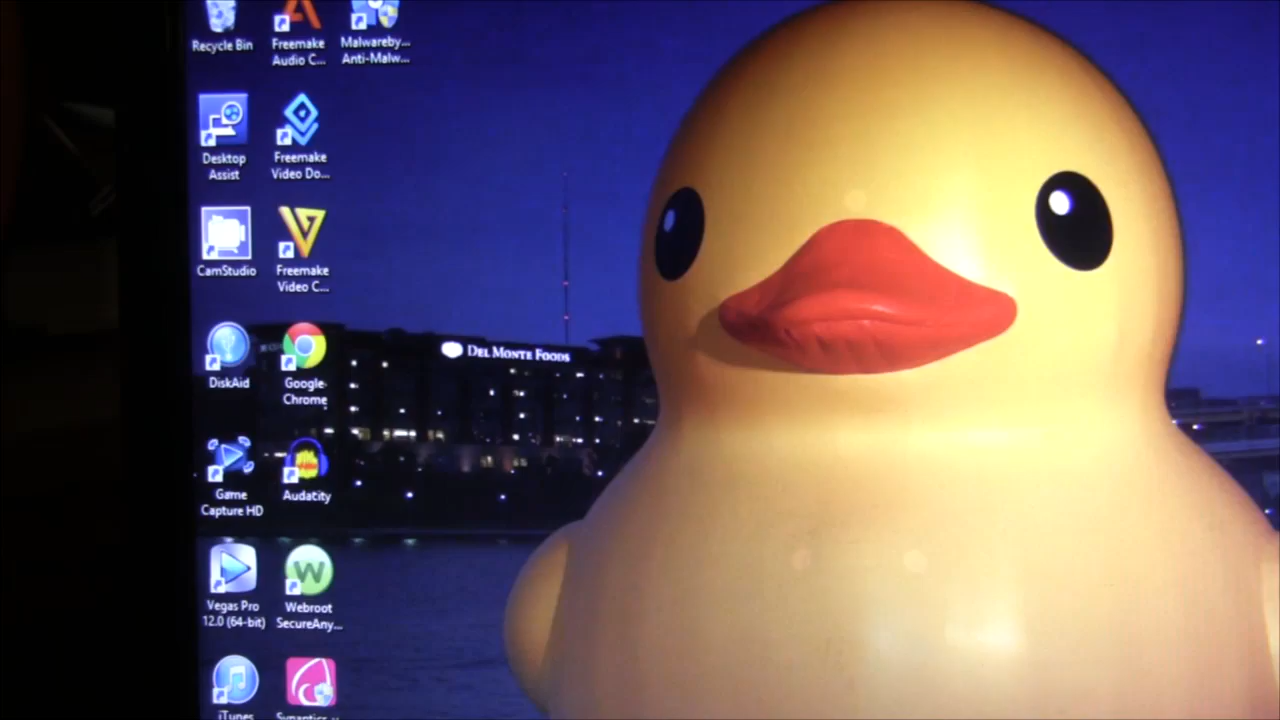 Recycle Bin
Freemake
Audio C...
Malwareby...
Anti-Malw...
Desktop
Assist
Freemake
Video Do...
CamStudio
Freemake
Video C...
DiskAid
Google
Chrome
DEL MONTE FOODS
Game
Capture HD
Audacity
Vegas Pro
12.0 (64-bit)
W
Webroot
SecureAny...
iTunes